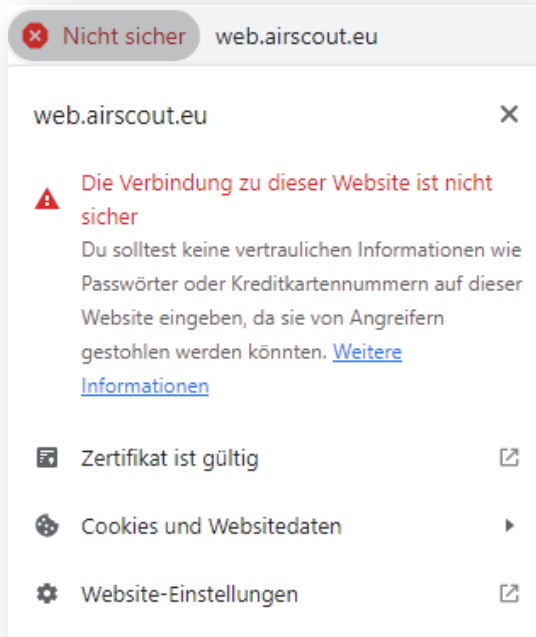 Nicht sicher web.airscout.eu
web.airscout.eu
Die Verbindung zu dieser Website ist nicht
sicher
Du solltest keine vertraulichen Informationen wie
Passwörter oder Kreditkartennummern auf dieser
Website eingeben, da sie von Angreifern
gestohlen werden könnten. Weitere
Informationen
Zertifikat ist gültig
Cookies und Websitedaten
Website-Einstellungen